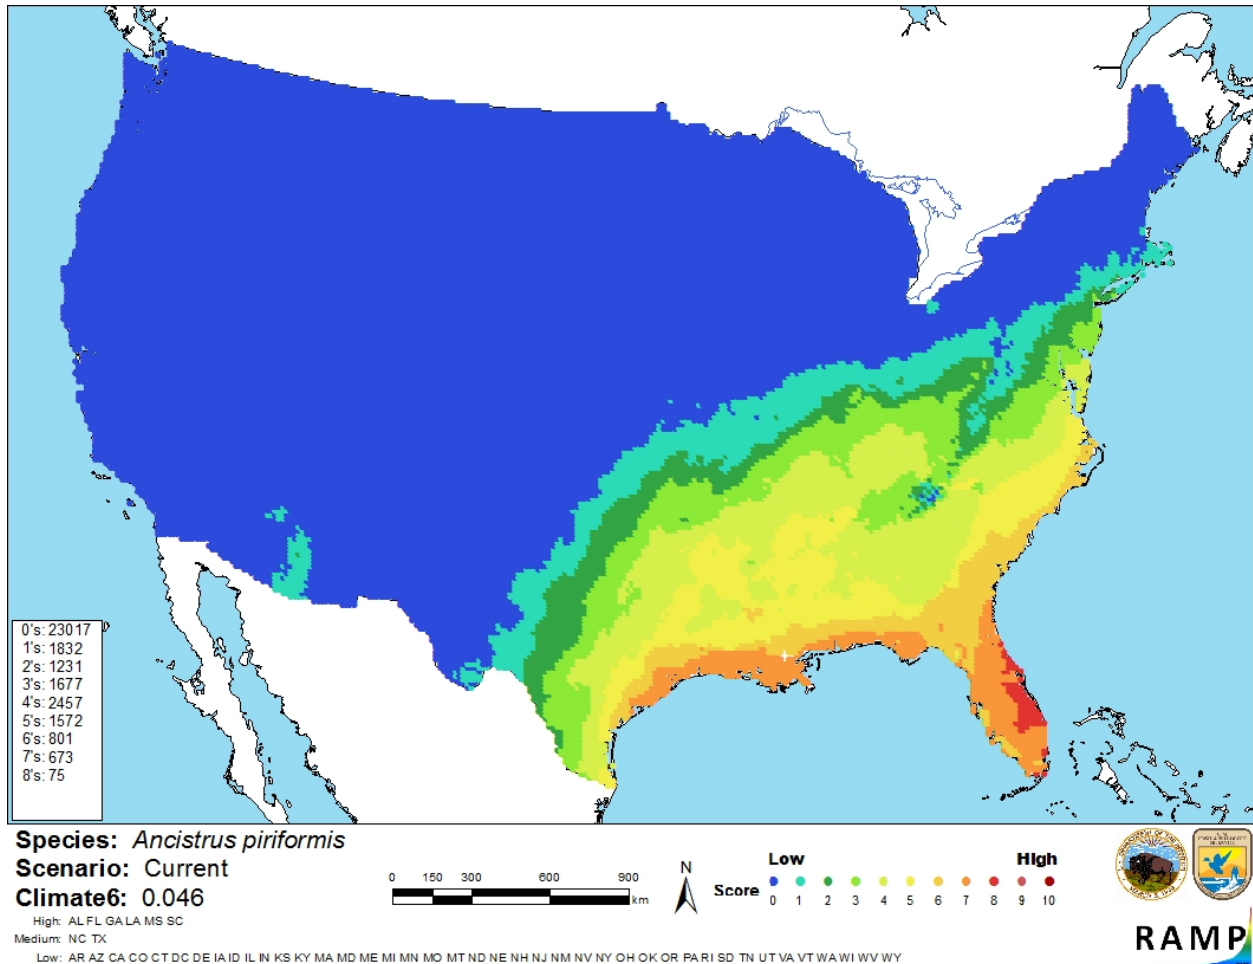 0's: 23017
1's: 1832
2's: 1231
3's: 1677
4's: 2457
5's: 1572
6's: 801
7's: 673
8's: 75
Species: Ancistrus piriformis
Scenario: Current
Climate6: 0.046
High: AL FL GA LA MS SC
Medium: NC TX
Low: AR AZ CA CO CT DC DE IA ID IL IN KS KY MA MD ME MI MN MO MT ND NE NH NJ NM NV NY OH OK OR PA RI SD TN UT VA VT WA WI WV WY
0 150 300 600 900
km
N
Low High
Score 0 1 2 3 4 5 6 7 8 9 10
RAMP